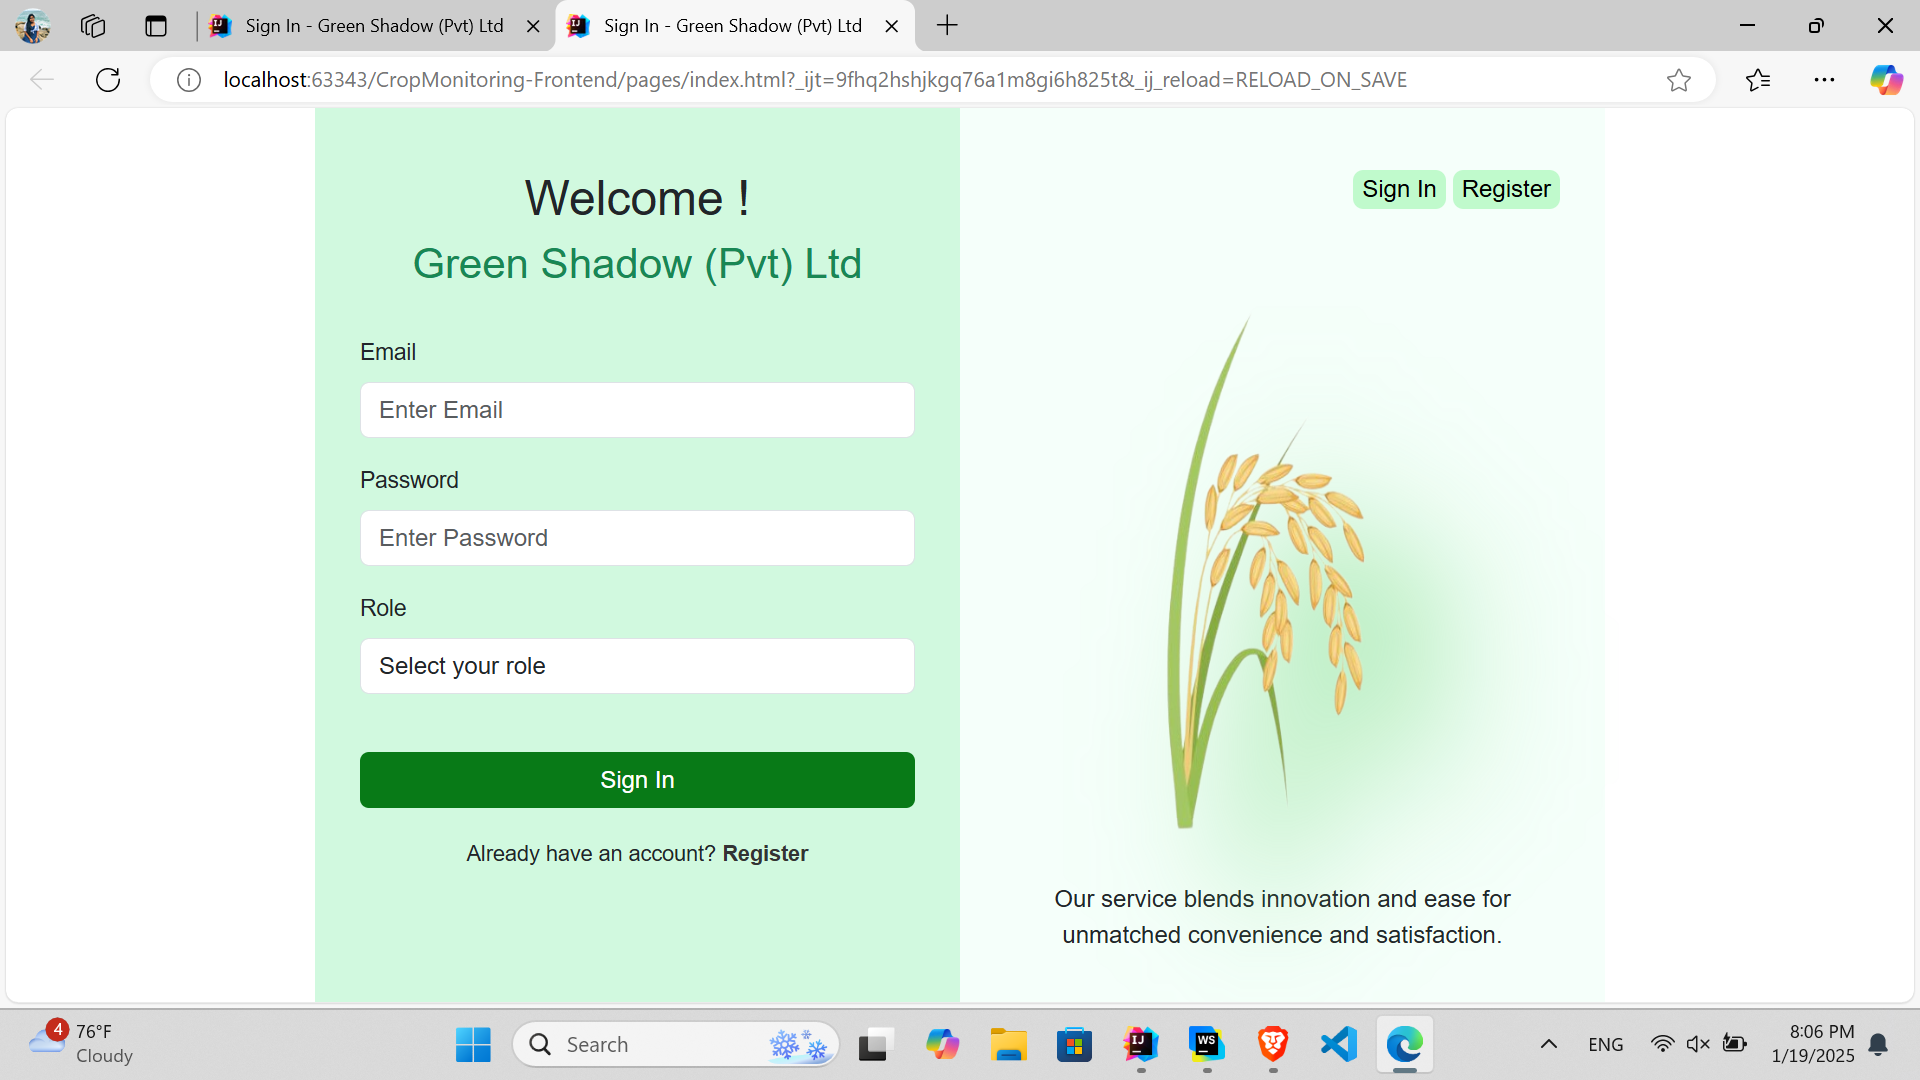 Sign In - Green Shadow (Pvt) Ltd
Sign In - Green Shadow (Pvt) Ltd
localhost:63343/CropMonitoring-Frontend/pages/index.html?_ijt=9fhq2hshjkgq76a1m8gi6h825t&_ij_reload=RELOAD_ON_SAVE
Welcome !
Green Shadow (Pvt) Ltd
Email
Enter Email
Password
Enter Password
Role
Select your role
Sign In
Already have an account? Register
Sign In Register
Our service blends innovation and ease for
unmatched convenience and satisfaction.
4
76°F
Cloudy
Search
IJ
WS
ENG
8:06 PM
1/19/2025